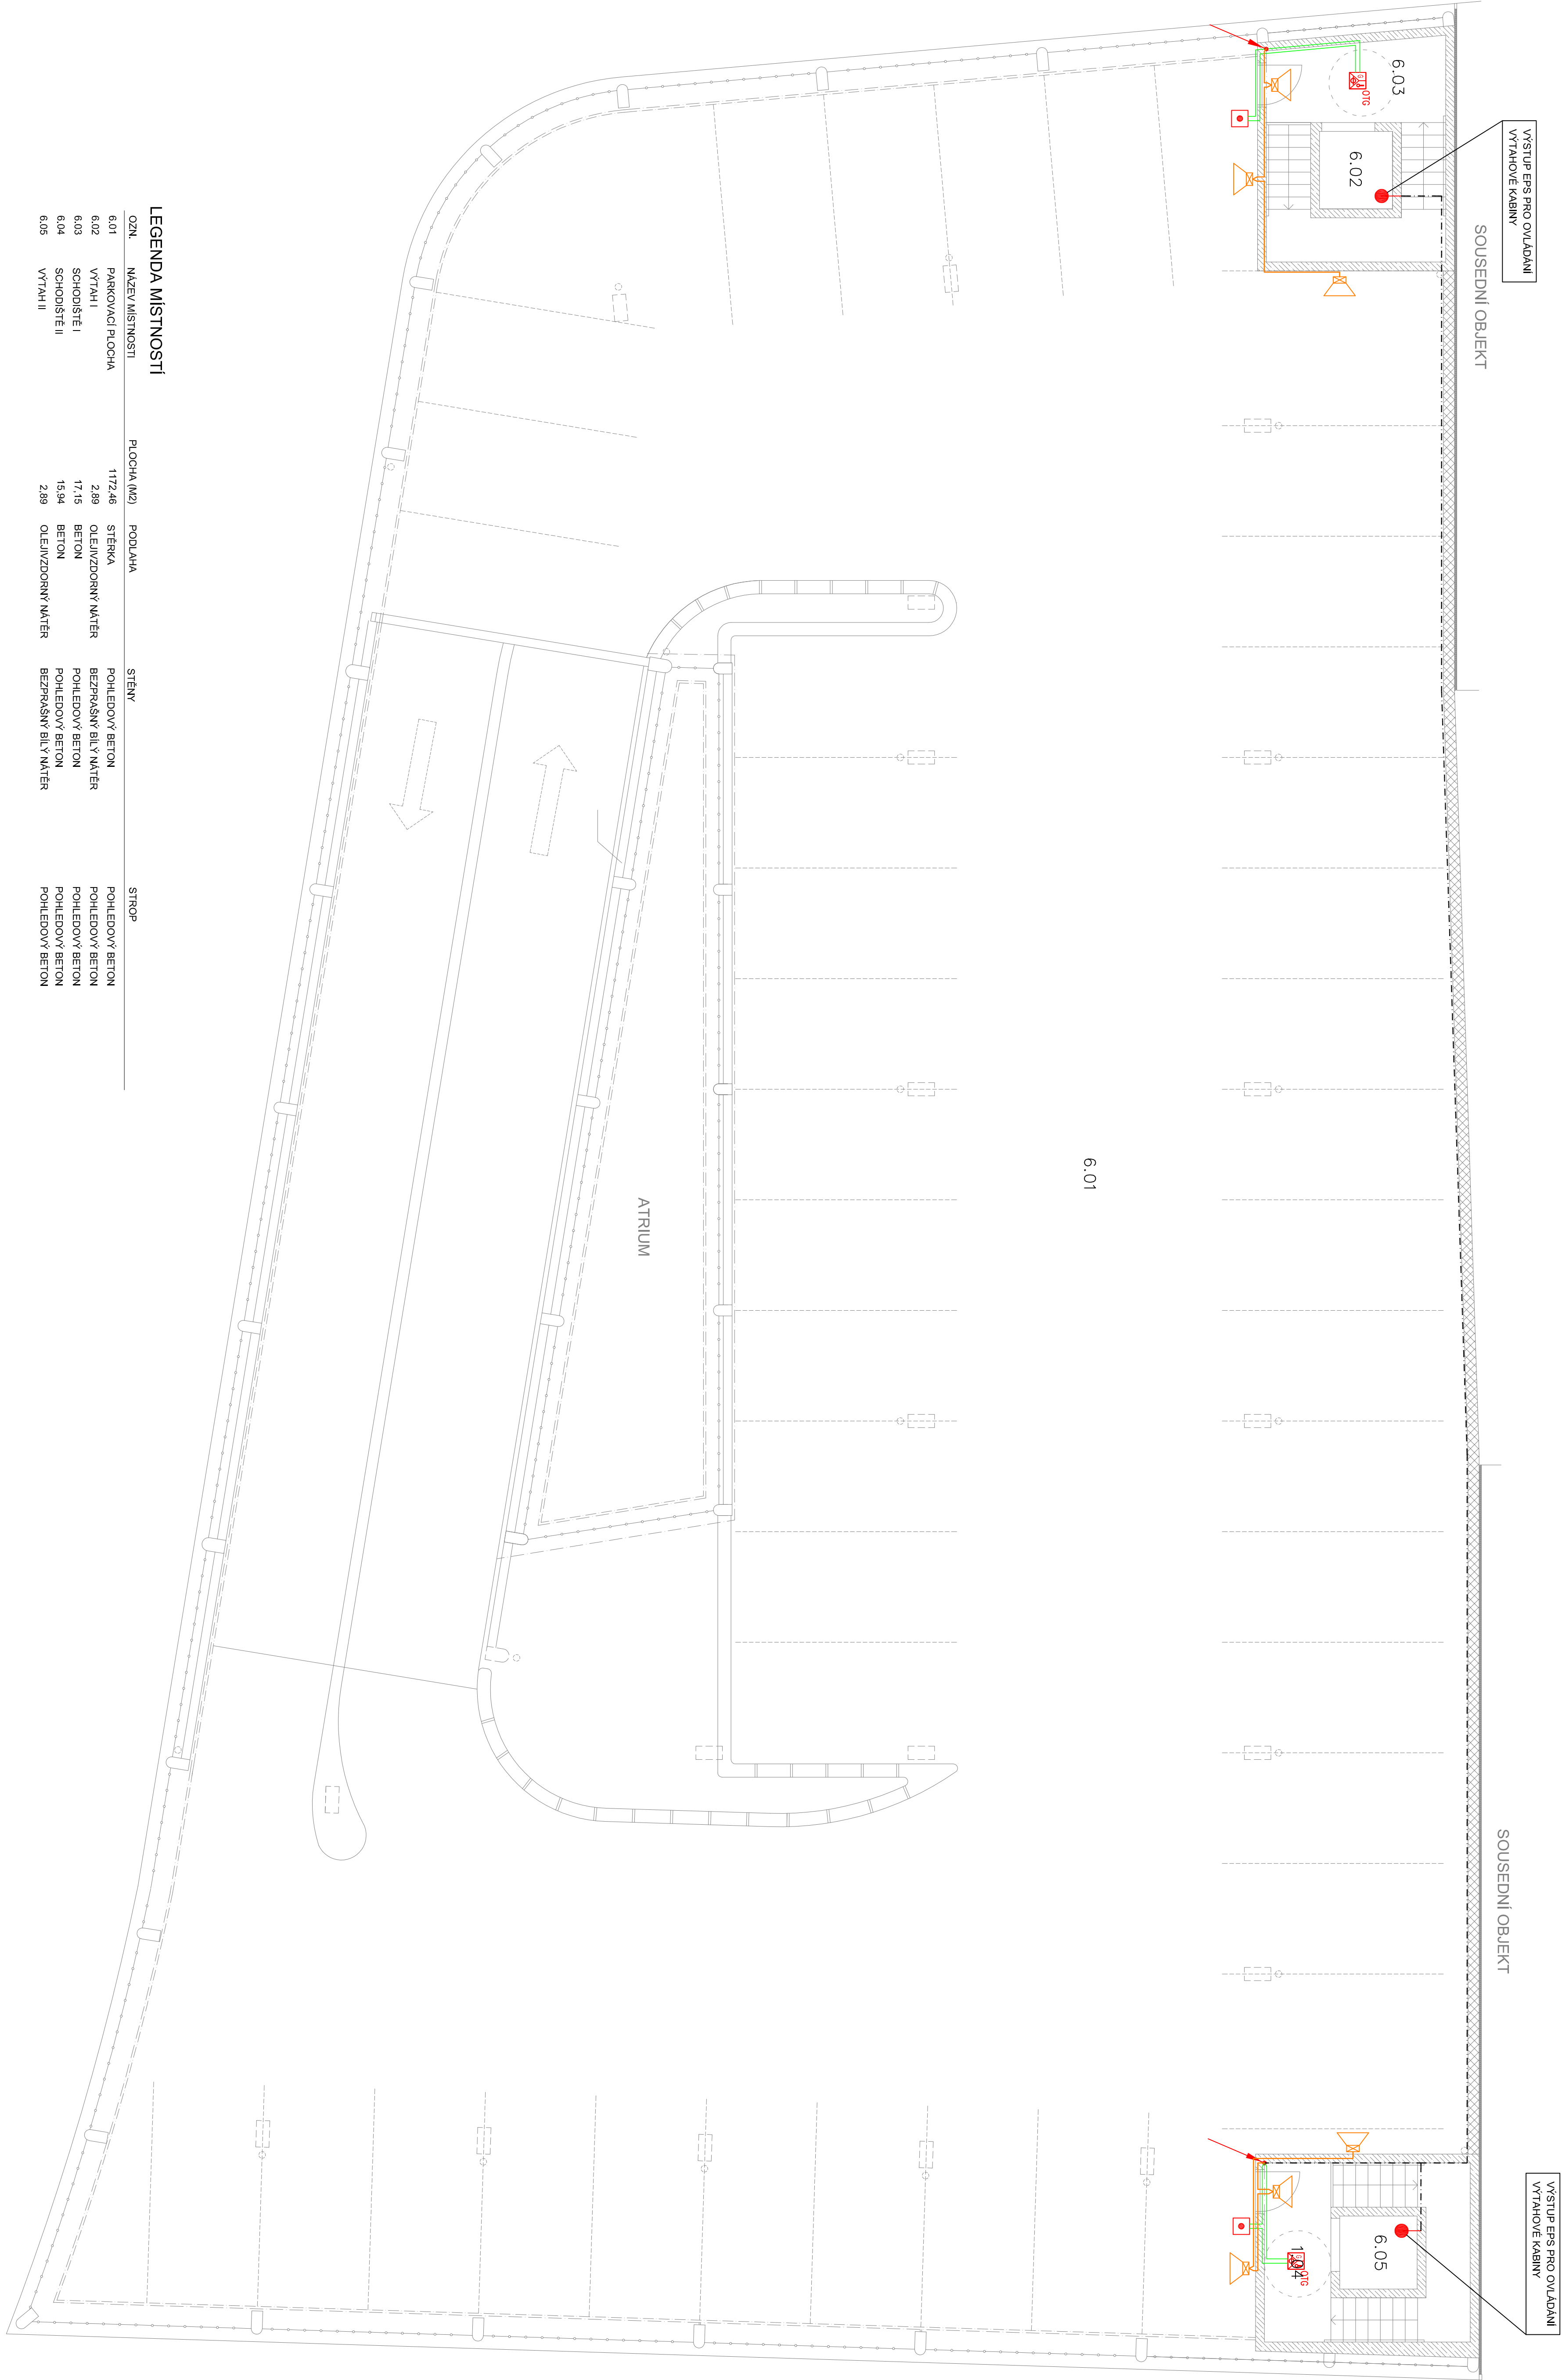 VÝSTUP EPS PRO OVLÁDÁNÍ
VÝTAHOVÉ KABINY
SOUSEDNÍ OBJEKT
6.03
OTG
6.02
SOUSEDNÍ OBJEKT
VÝSTUP EPS PRO OVLÁDÁNÍ
VÝTAHOVÉ KABINY
6.05
1.04
OTG
6.01
ATRIUM
LEGENDA MÍSTNOSTÍ
OZN. NÁZEV MÍSTNOSTI PLOCHA (M2) PODLAHA STĚNY STROP
6.01 PARKOVACÍ PLOCHA 1172,46 STĚRKA POHLEDOVÝ BETON POHLEDOVÝ BETON
6.02 VÝTAH I 2,89 OLEJIVZDORNÝ NÁTĚR BEZPRAŠNÝ BÍLÝ NÁTĚR POHLEDOVÝ BETON
6.03 SCHODIŠTĚ I 17,15 BETON POHLEDOVÝ BETON POHLEDOVÝ BETON
6.04 SCHODIŠTĚ II 15,94 BETON POHLEDOVÝ BETON POHLEDOVÝ BETON
6.05 VÝTAH II 2,89 OLEJIVZDORNÝ NÁTĚR BEZPRAŠNÝ BÍLÝ NÁTĚR POHLEDOVÝ BETON